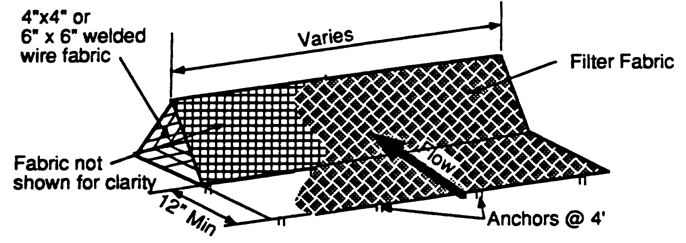 4"x4" or
6" x 6" welded
wire fabric
Varies
Filter Fabric
Fabric not
shown for clarity
low
12" Min
Anchors @ 4'